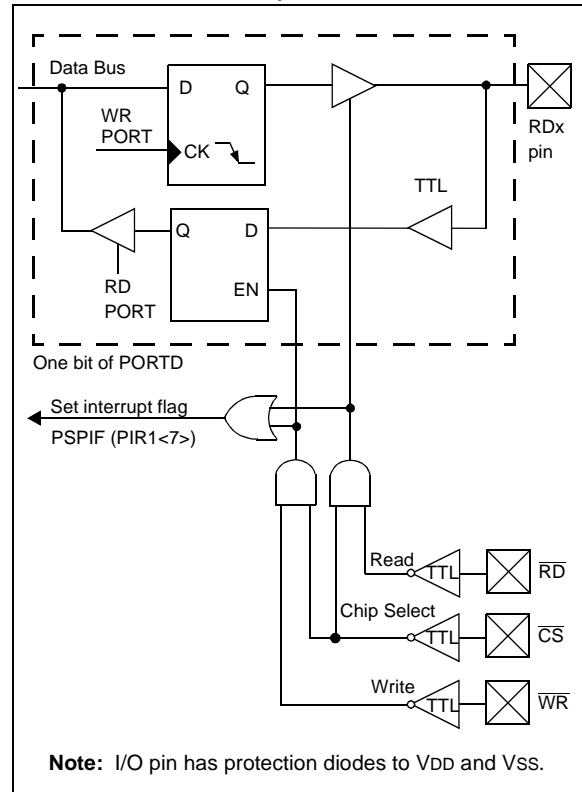 Data Bus
D Q
WR
PORT
CK
RDx
pin
TTL
Q D
RD
PORT
EN
One bit of PORTD
Set interrupt flag
PSPIF (PIR1<7>)
Read
TTL
RD
Chip Select
TTL
CS
Write
TTL
WR
Note: I/O pin has protection diodes to VDD and VSS.